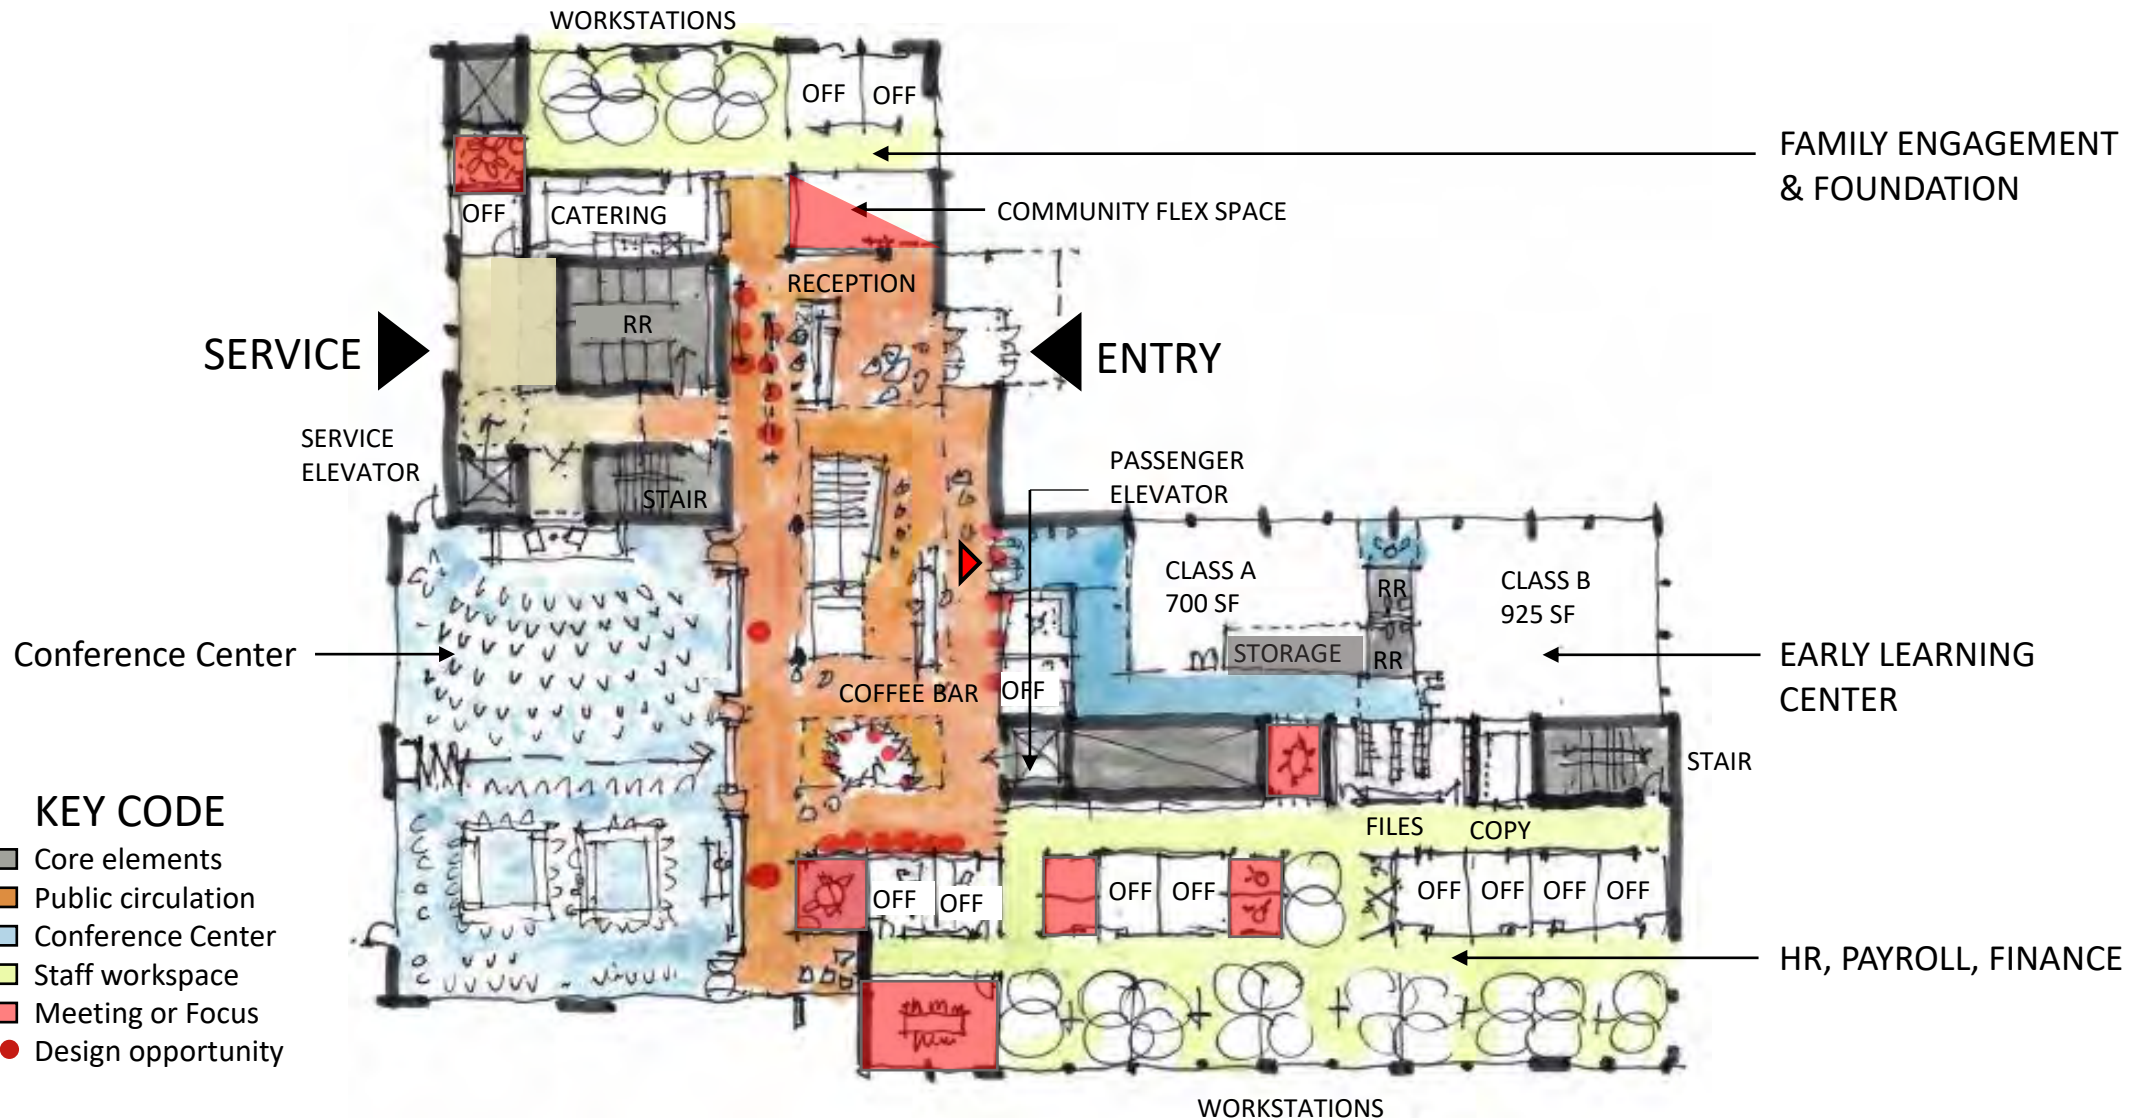 WORKSTATIONS
OFF
OFF
FAMILY ENGAGEMENT
& FOUNDATION
OFF
CATERING
COMMUNITY FLEX SPACE
RECEPTION
RR
SERVICE
ENTRY
SERVICE
ELEVATOR
PASSENGER
ELEVATOR
STAIR
CLASS A
700 SF
RR
CLASS B
925 SF
Conference Center
STORAGE
RR
EARLY LEARNING
CENTER
COFFEE BAR
OFF
STAIR
KEY CODE
Core elements
Public circulation
Conference Center
Staff workspace
Meeting or Focus
Design opportunity
FILES
COPY
OFF
OFF
OFF
OFF
OFF
OFF
OFF
OFF
HR, PAYROLL, FINANCE
WORKSTATIONS